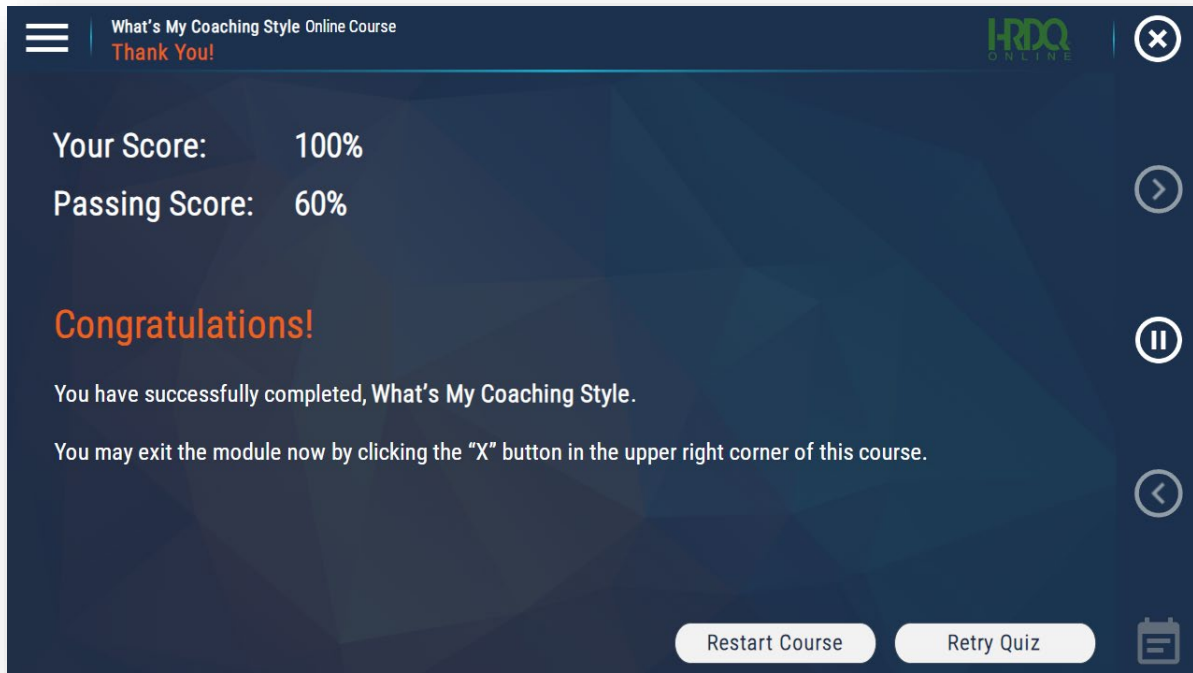 What's My Coaching Style Online Course
Thank You!
HRDQ
ONLINE
Your Score: 100%
Passing Score: 60%
Congratulations!
You have successfully completed, What's My Coaching Style.
You may exit the module now by clicking the “X” button in the upper right corner of this course.
Restart Course
Retry Quiz